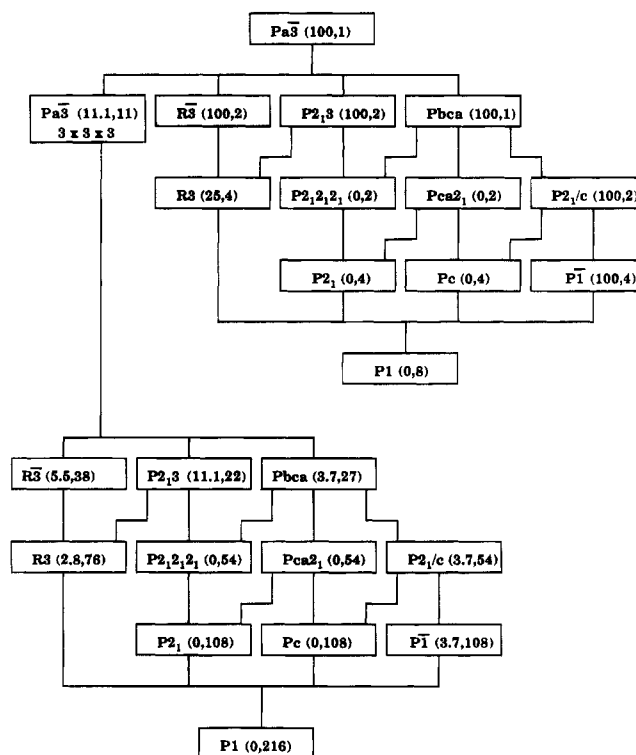 Pa3̅ (100,1)
Pa3̅ (11.1,11)
3 x 3 x 3
R3̅ (100,2)
P2₁3 (100,2)
Pbca (100,1)
R3 (25,4)
P2₁2₁2₁ (0,2)
Pca2₁ (0,2)
P2₁/c (100,2)
P2₁ (0,4)
Pc (0,4)
P1̅ (100,4)
P1 (0,8)
R3̅ (5.5,38)
P2₁3 (11.1,22)
Pbca (3.7,27)
R3 (2.8,76)
P2₁2₁2₁ (0,54)
Pca2₁ (0,54)
P2₁/c (3.7,54)
P2₁ (0,108)
Pc (0,108)
P1̅ (3.7,108)
P1 (0,216)